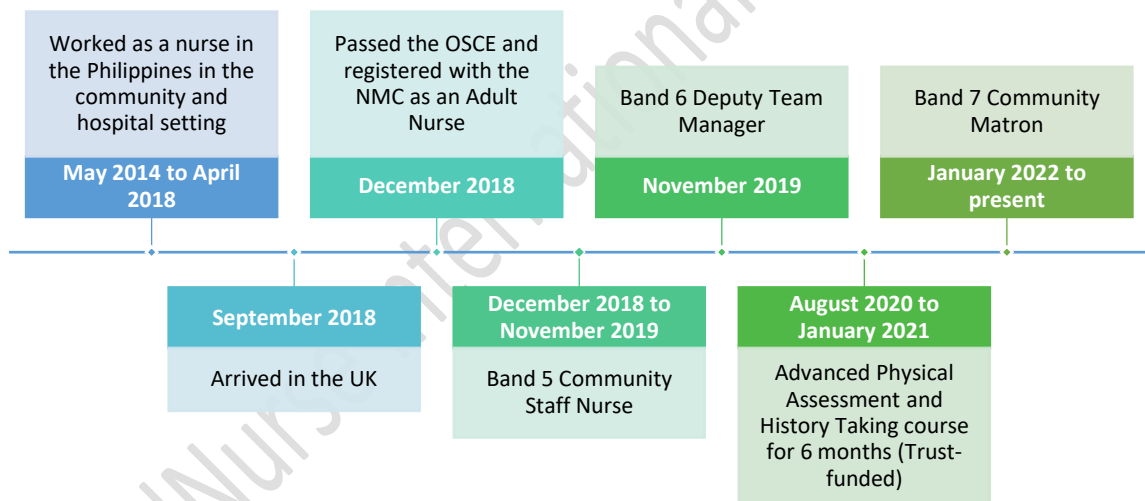 Worked as a nurse in
the Philippines in the
community and
hospital setting
May 2014 to April
2018
September 2018
Arrived in the UK
Passed the OSCE and
registered with the
NMC as an Adult
Nurse
December 2018
December 2018 to
November 2019
Band 5 Community
Staff Nurse
Band 6 Deputy Team
Manager
November 2019
August 2020 to
January 2021
Advanced Physical
Assessment and
History Taking course
for 6 months (Trust-
funded)
Band 7 Community
Matron
January 2022 to
present